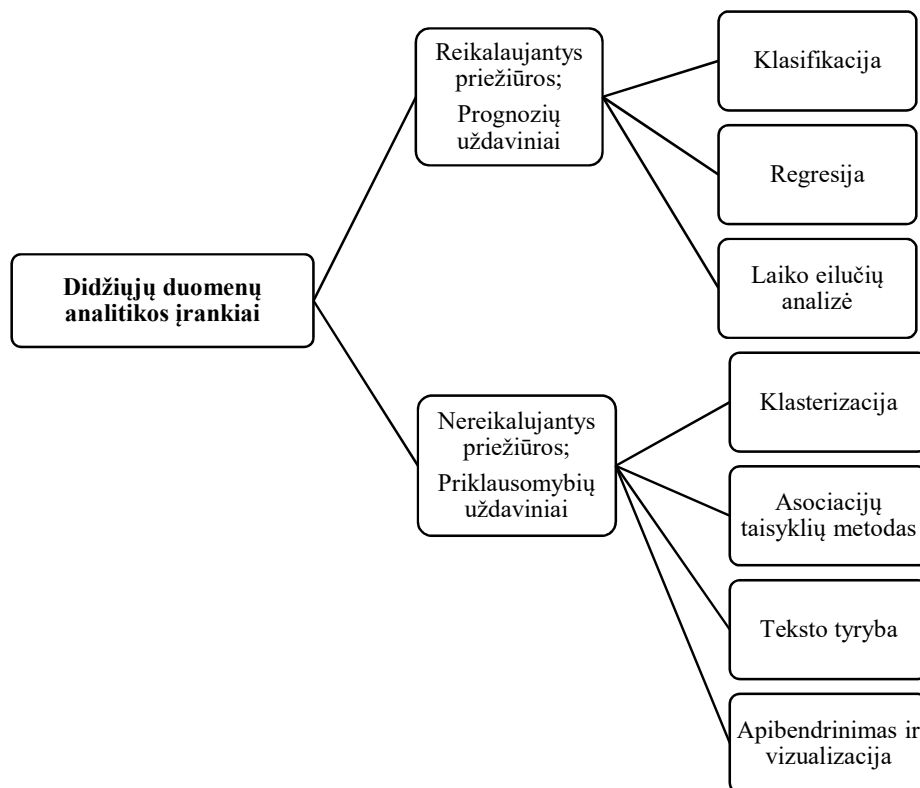 Didžiųjų duomenų
analitikos įrankiai
Reikalaujantys
priežiūros;
Prognozių
uždaviniai
Klasifikacija
Regresija
Laiko eilučių
analizė
Nereikalujantys
priežiūros;
Priklausomybių
uždaviniai
Klasterizacija
Asociacijų
taisyklių metodas
Teksto tyryba
Apibendrinimas ir
vizualizacija